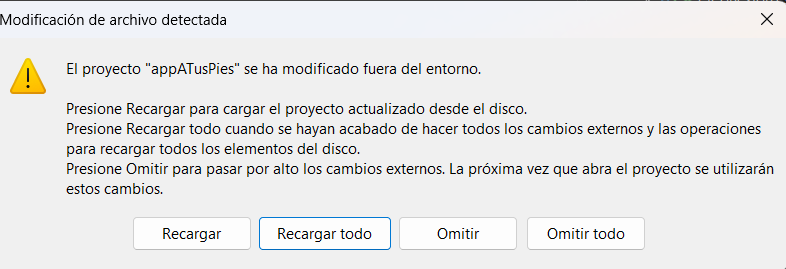 Modificación de archivo detectada
El proyecto "appATusPies" se ha modificado fuera del entorno.
Presione Recargar para cargar el proyecto actualizado desde el disco.
Presione Recargar todo cuando se hayan acabado de hacer todos los cambios externos y las operaciones
para recargar todos los elementos del disco.
Presione Omitir para pasar por alto los cambios externos. La próxima vez que abra el proyecto se utilizarán
estos cambios.
Recargar
Recargar todo
Omitir
Omitir todo